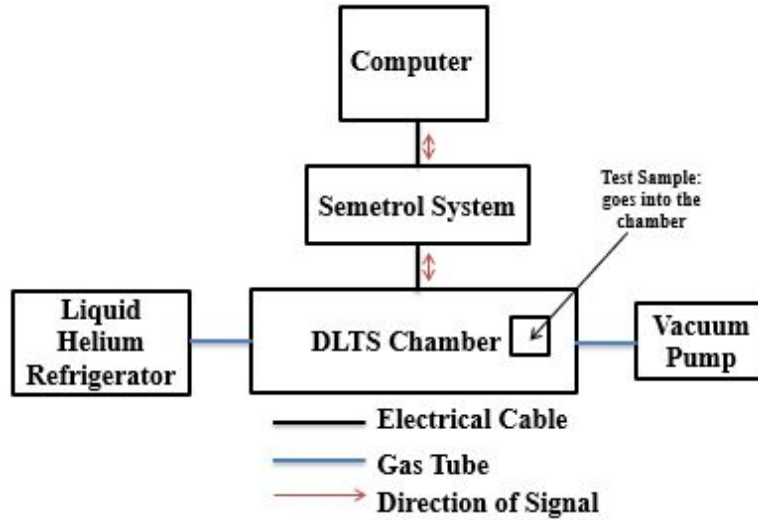 Computer
Semetrol System
Test Sample:
goes into the
chamber
Liquid
Helium
Refrigerator
DLTS Chamber
Vacuum
Pump
Electrical Cable
Gas Tube
Direction of Signal